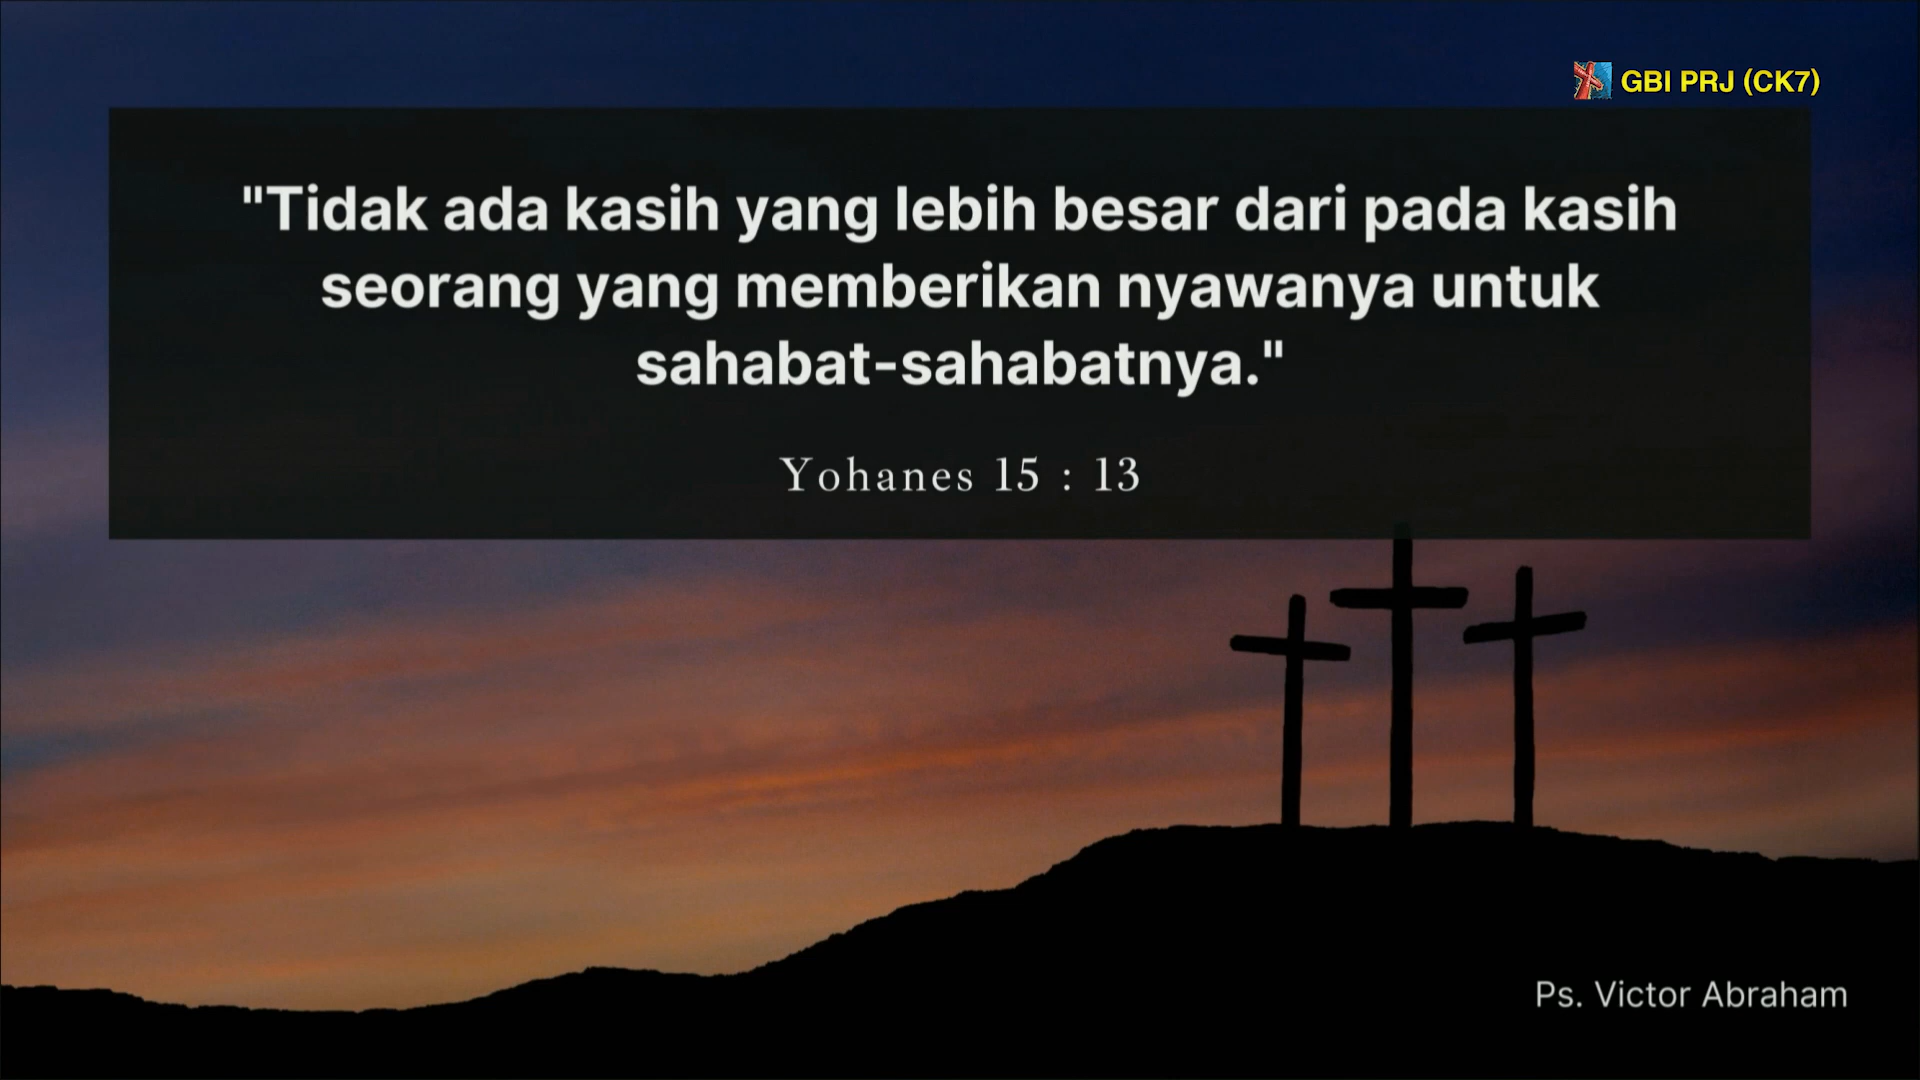 GBI PRJ (CK7)
"Tidak ada kasih yang lebih besar dari pada kasih
seorang yang memberikan nyawanya untuk
sahabat-sahabatnya."
Yohanes 15 : 13
Ps. Victor Abraham